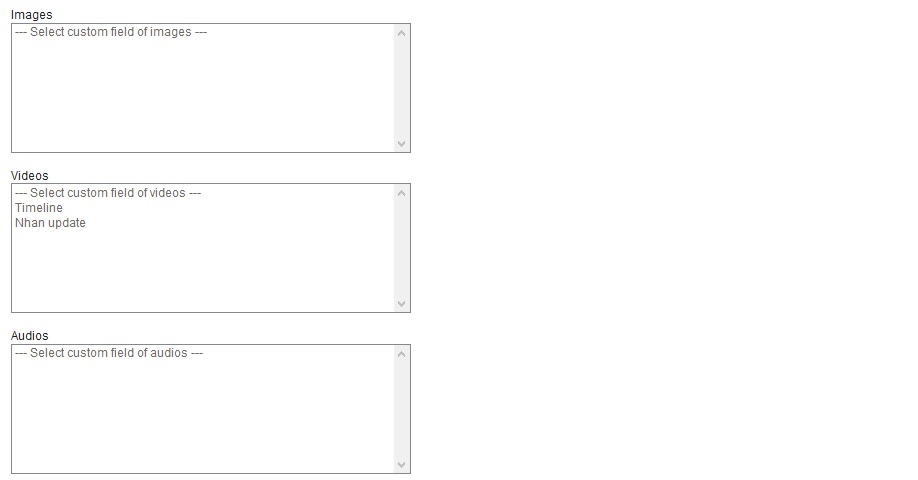 Images
--- Select custom field of images ---
Videos
--- Select custom field of videos ---
Timeline
Nhan update
Audios
--- Select custom field of audios ---